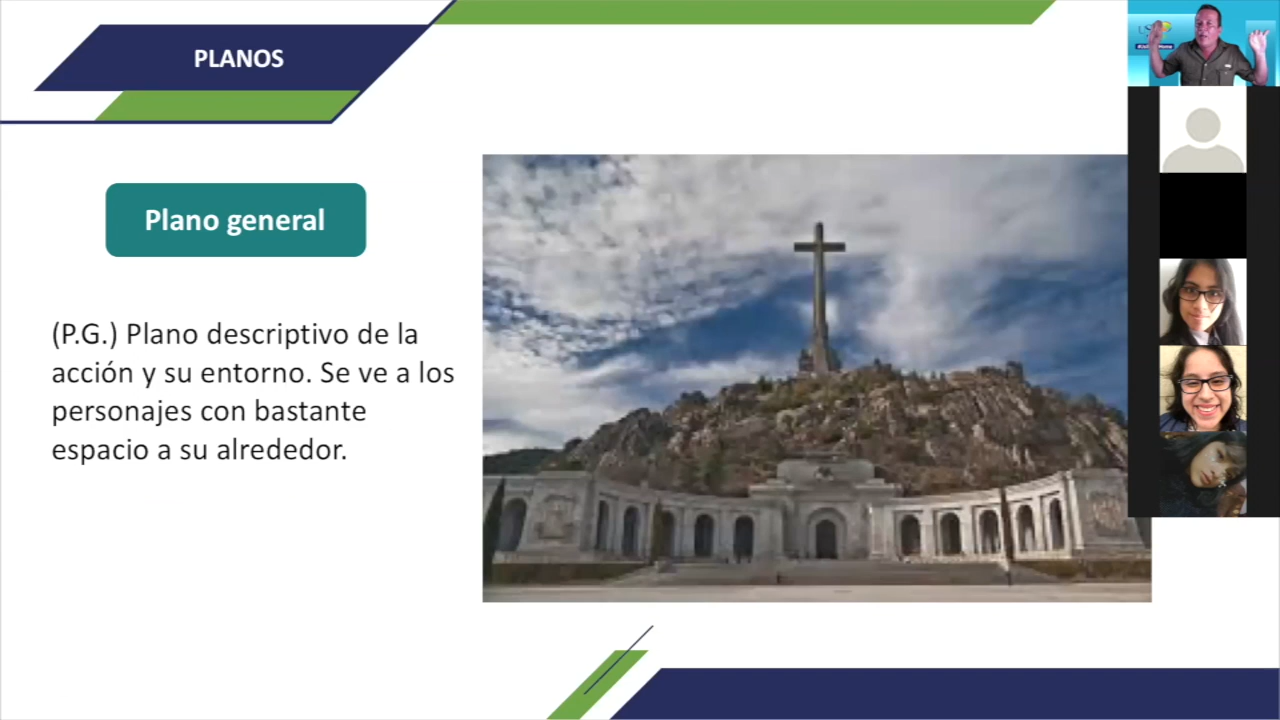 PLANOS
Plano general
(P.G.) Plano descriptivo de la
acción y su entorno. Se ve a los
personajes con bastante
espacio a su alrededor.